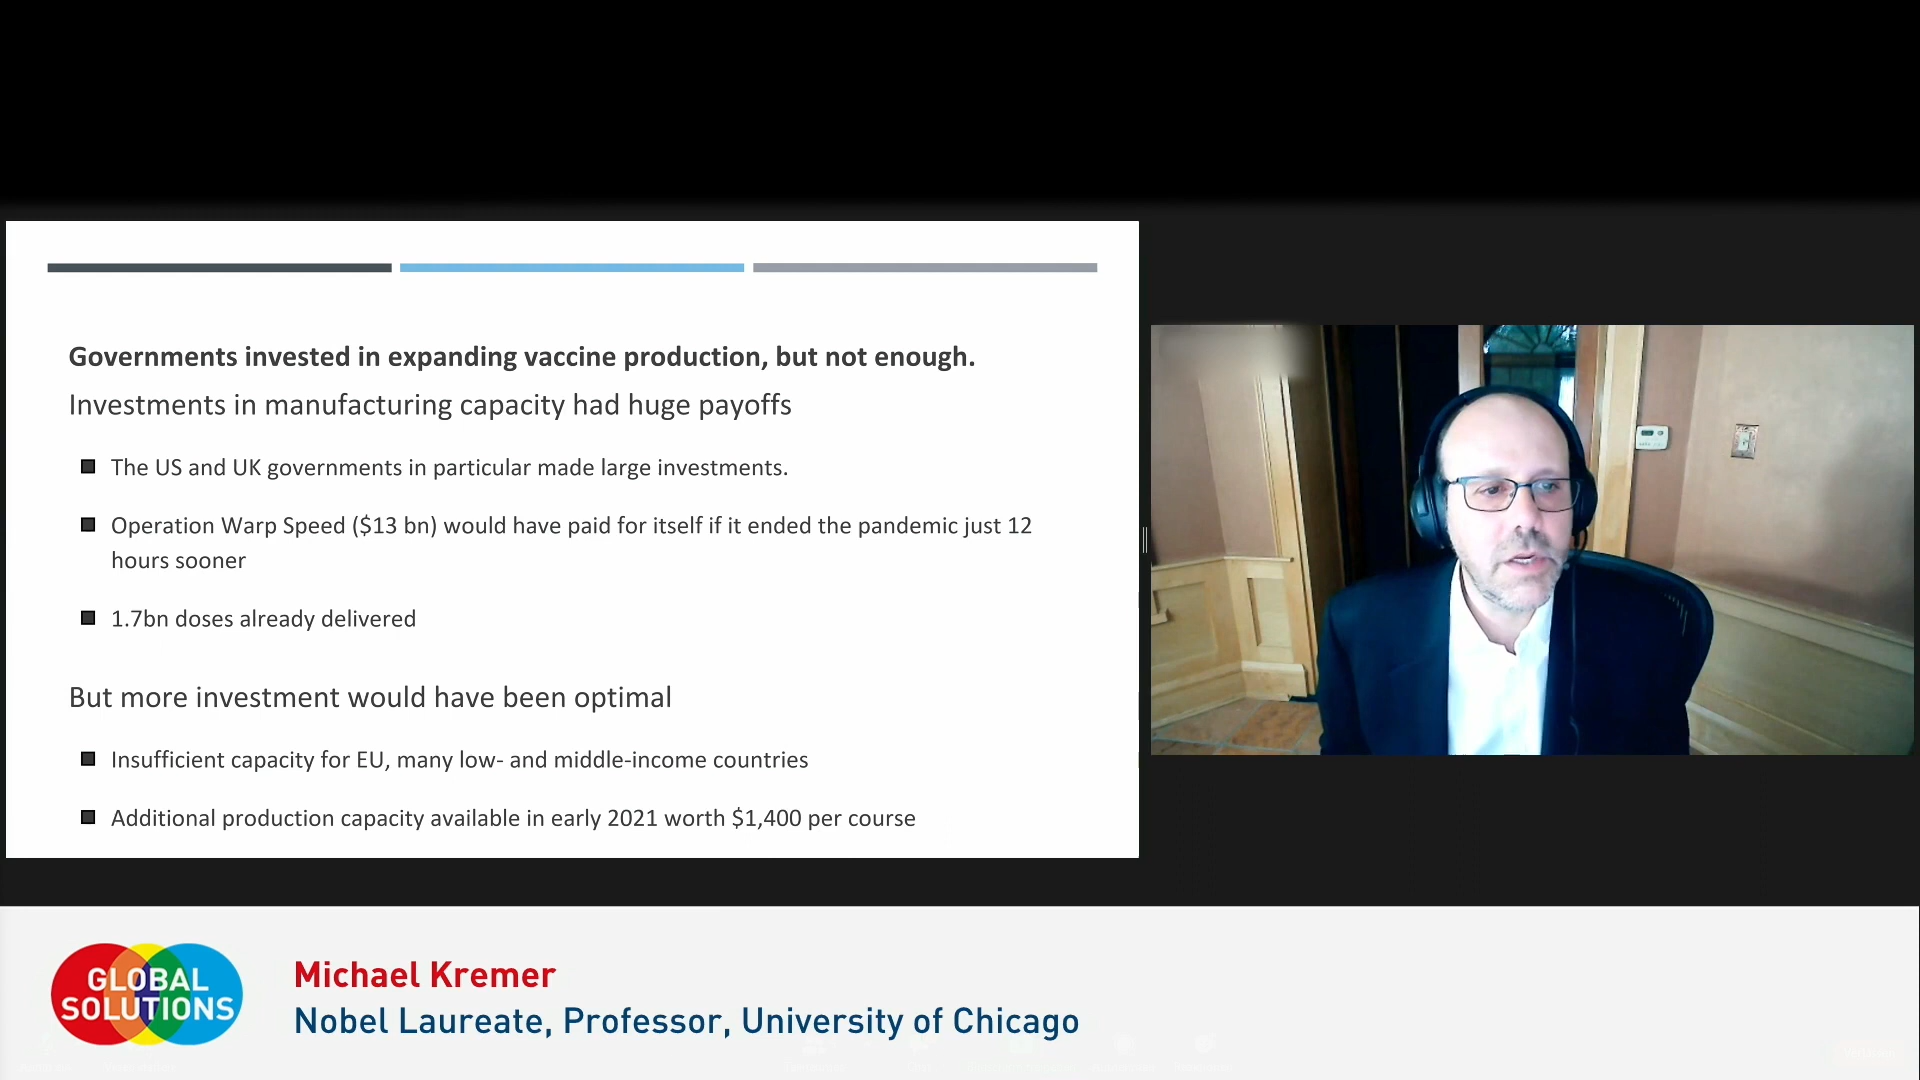 Governments invested in expanding vaccine production, but not enough.
Investments in manufacturing capacity had huge payoffs
The US and UK governments in particular made large investments.
Operation Warp Speed ($13 bn) would have paid for itself if it ended the pandemic just 12
hours sooner
1.7bn doses already delivered
But more investment would have been optimal
Insufficient capacity for EU, many low- and middle-income countries
Additional production capacity available in early 2021 worth $1,400 per course
GLOBAL
SOLUTIONS
Michael Kremer
Nobel Laureate, Professor, University of Chicago